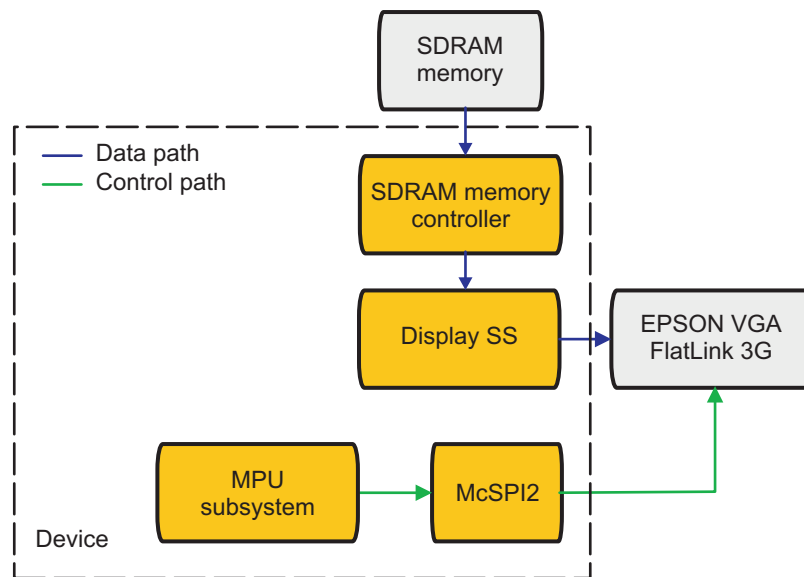 SDRAM
memory
Data path
Control path
SDRAM memory
controller
Display SS
EPSON VGA
FlatLink 3G
MPU
subsystem
McSPI2
Device